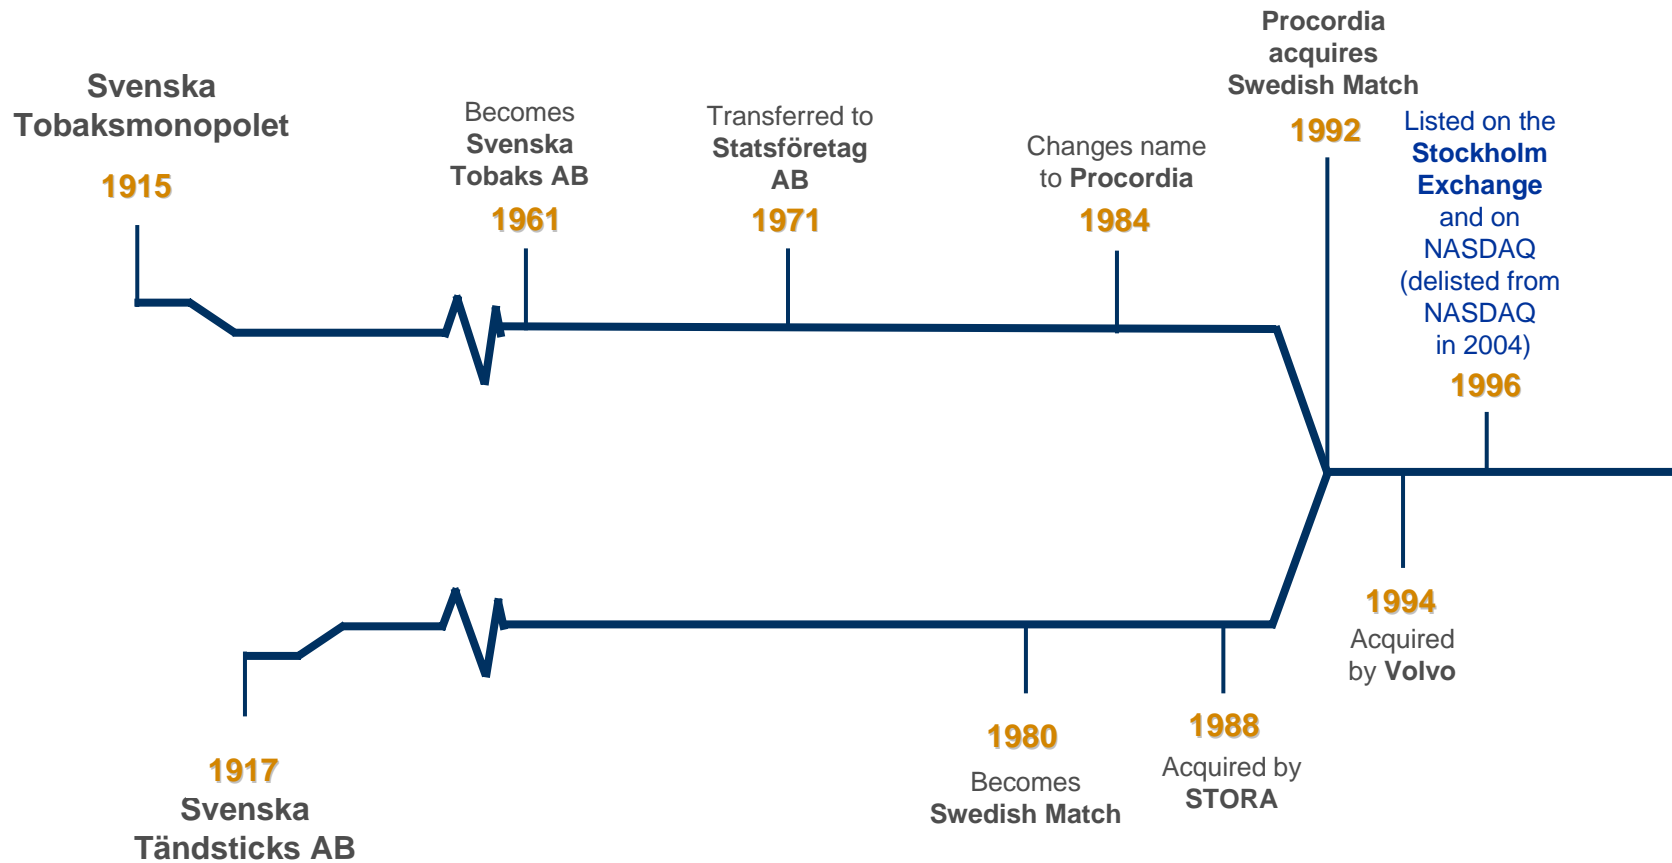 Svenska
Tobaksmonopolet
1915
Becomes
Svenska
Tobaks AB
1961
Transferred to
Statsföretag
AB
1971
Changes name
to Procordia
1984
Procordia
acquires
Swedish Match
1992
Listed on the
Stockholm
Exchange
and on
NASDAQ
(delisted from
NASDAQ
in 2004)
1996
1917
Svenska
Tändsticks AB
1980
Becomes
Swedish Match
1988
Acquired by
STORA
1994
Acquired
by Volvo